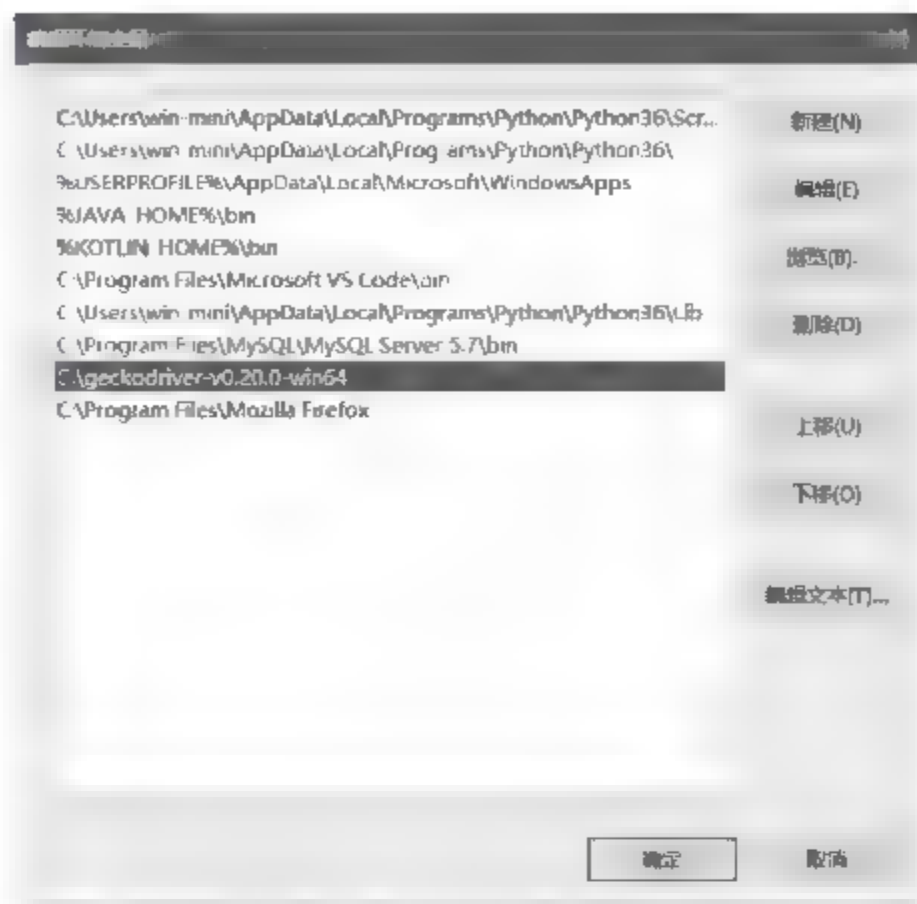 C:\Users\win-mini\AppData\Local\Programs\Python\Python36\Scr...
C:\Users\win-mini\AppData\Local\Programs\Python\Python36\
%USERPROFILE%\AppData\Local\Microsoft\WindowsApps
%JAVA_HOME%\bin
%KOTLIN_HOME%\bin
C:\Program Files\Microsoft VS Code\bin
C:\Users\win-mini\AppData\Local\Programs\Python\Python36\Lib
C:\Program Files\MySQL\MySQL Server 5.7\bin
C:\geckodriver-v0.20.0-win64
C:\Program Files\Mozilla Firefox
新建(N)
编辑(E)
浏览(B)...
删除(D)
上移(U)
下移(O)
编辑文本(T)...
确定
取消